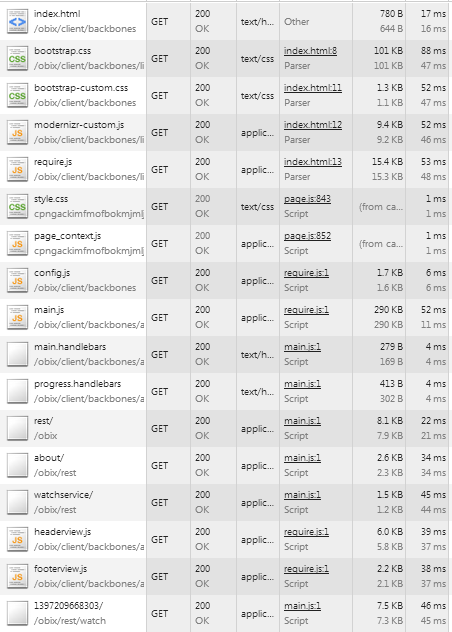 index.html GET 200 text/h... Other 780 B 17 ms
/obix/client/backbones OK 644 B 16 ms
bootstrap.css GET 200 text/css index.html:8 101 KB 88 ms
/obix/client/backbones/li OK Parser 101 KB 47 ms
bootstrap-custom.css GET 200 text/css index.html:11 1.3 KB 52 ms
/obix/client/backbones OK Parser 1.1 KB 47 ms
modernizr-custom.js GET 200 applic... index.html:12 9.4 KB 52 ms
/obix/client/backbones/li OK Parser 9.2 KB 46 ms
require.js GET 200 applic... index.html:13 15.4 KB 53 ms
/obix/client/backbones/li OK Parser 15.3 KB 48 ms
style.css GET 200 text/css page.js:843 (from ca... 1 ms
cpngackimfmofbokmjmlj OK Script 1 ms
page_context.js GET 200 applic... page.js:852 (from ca... 1 ms
cpngackimfmofbokmjmlj OK Script 1 ms
config.js GET 200 applic... require.js:1 1.7 KB 6 ms
/obix/client/backbones OK Script 1.6 KB 6 ms
main.js GET 200 applic... require.js:1 290 KB 52 ms
/obix/client/backbones/a OK Script 290 KB 11 ms
main.handlebars GET 200 text/h... main.js:1 279 B 4 ms
/obix/client/backbones/a OK Script 169 B 4 ms
progress.handlebars GET 200 text/h... main.js:1 413 B 4 ms
/obix/client/backbones/a OK Script 302 B 4 ms
rest/ GET 200 applic... main.js:1 8.1 KB 22 ms
/obix OK Script 7.9 KB 21 ms
about/ GET 200 applic... main.js:1 2.6 KB 34 ms
/obix/rest OK Script 2.3 KB 34 ms
watchservice/ GET 200 applic... main.js:1 1.5 KB 45 ms
/obix/rest OK Script 1.2 KB 44 ms
headerview.js GET 200 applic... require.js:1 6.0 KB 39 ms
/obix/client/backbones/a OK Script 5.8 KB 37 ms
footerview.js GET 200 applic... require.js:1 2.2 KB 38 ms
/obix/client/backbones/a OK Script 2.1 KB 37 ms
1397209668303/ GET 200 applic... main.js:1 7.5 KB 46 ms
/obix/rest/watch OK Script 7.3 KB 45 ms